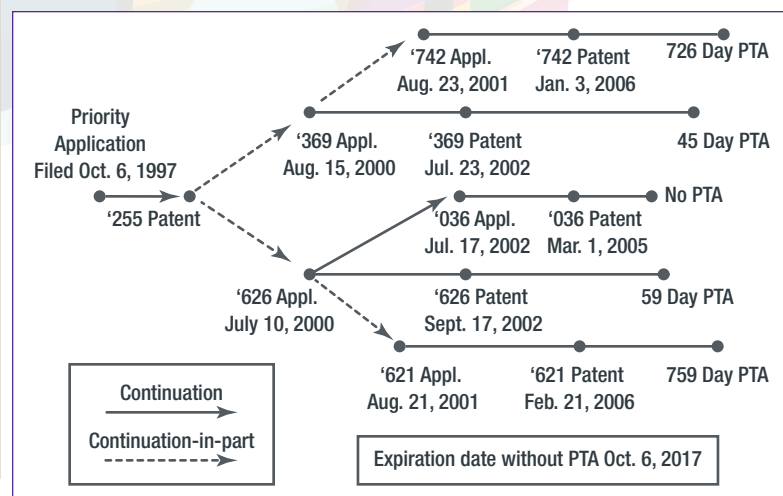 ‘742 Appl.
Aug. 23, 2001
‘742 Patent
Jan. 3, 2006
726 Day PTA
Priority
Application
Filed Oct. 6, 1997
‘255 Patent
‘369 Appl.
Aug. 15, 2000
‘369 Patent
Jul. 23, 2002
45 Day PTA
‘036 Appl.
Jul. 17, 2002
‘036 Patent
Mar. 1, 2005
No PTA
‘626 Appl.
July 10, 2000
‘626 Patent
Sept. 17, 2002
59 Day PTA
‘621 Appl.
Aug. 21, 2001
‘621 Patent
Feb. 21, 2006
759 Day PTA
Continuation
Continuation-in-part
Expiration date without PTA Oct. 6, 2017